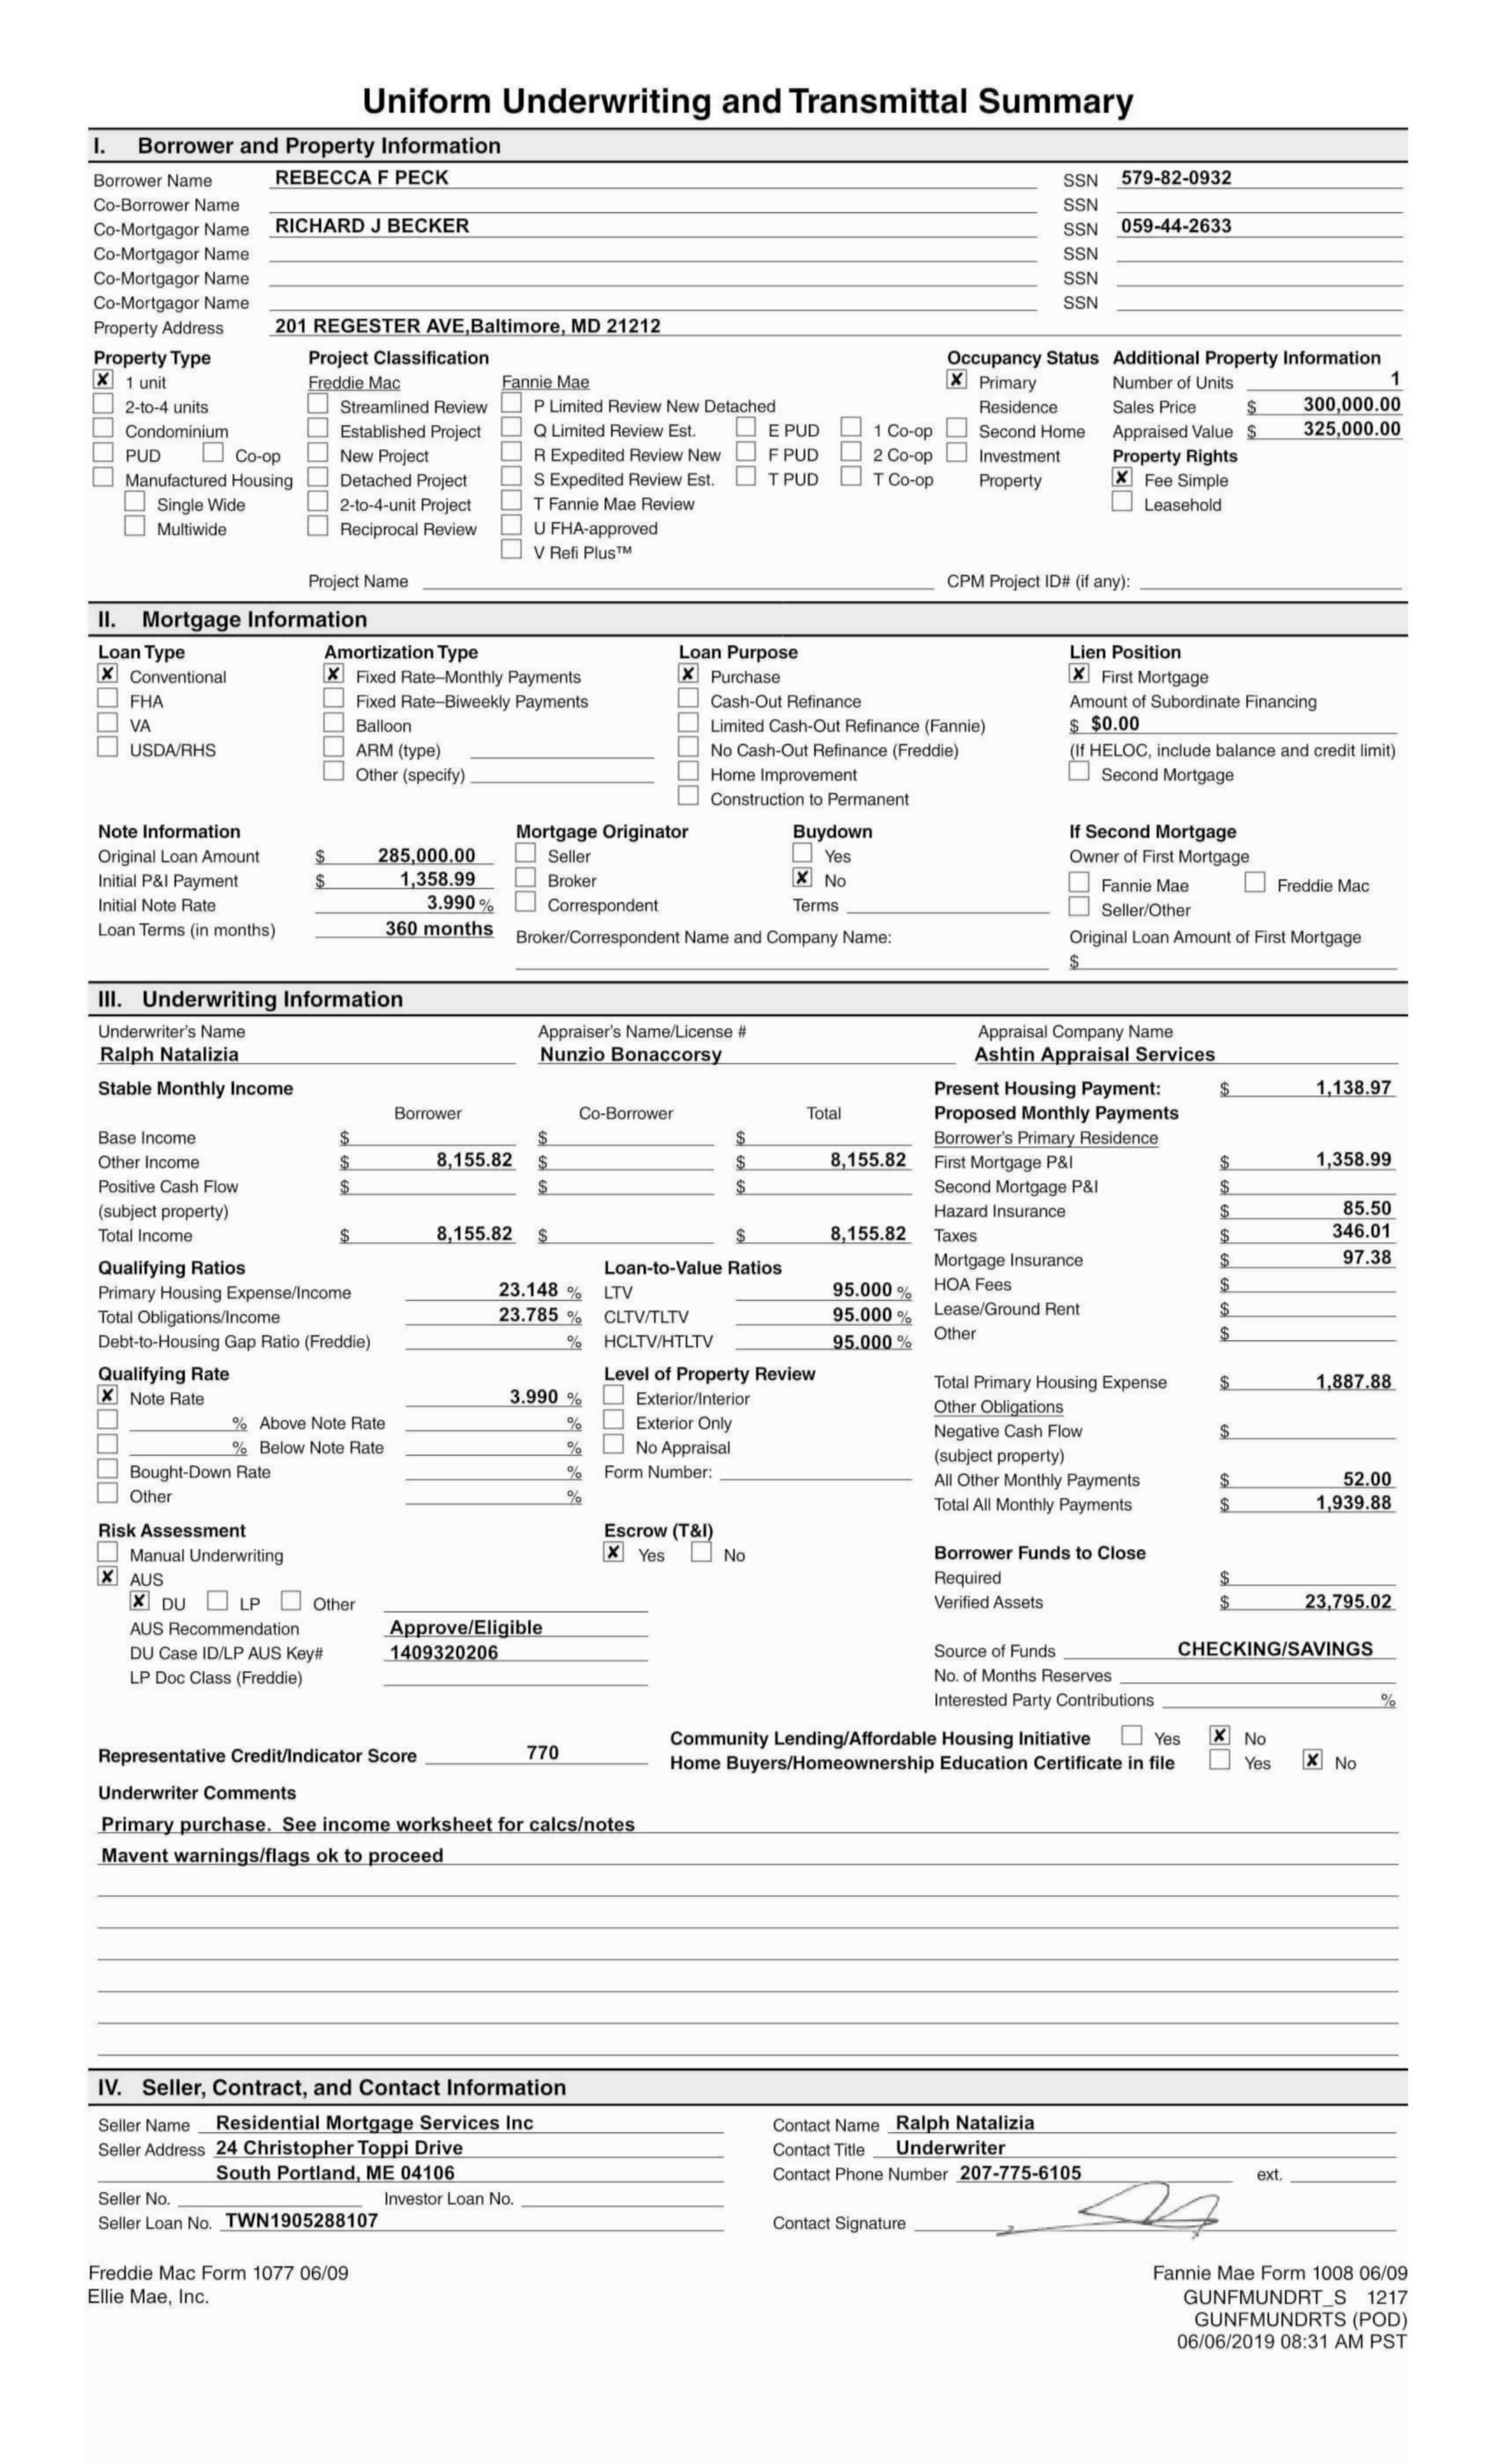 Uniform Underwriting and Transmittal Summary
I. Borrower and Property Information
Borrower Name REBECCA F PECK SSN 579-82-0932
Co-Borrower Name SSN
Co-Mortgagor Name RICHARD J BECKER SSN 059-44-2633
Co-Mortgagor Name SSN
Co-Mortgagor Name SSN
Co-Mortgagor Name SSN
Property Address 201 REGESTER AVE,Baltimore, MD 21212
Property Type Project Classification Occupancy Status Additional Property Information
1 unit Freddie Mac Fannie Mae Primary Number of Units 1
2-to-4 units Streamlined Review P Limited Review New Detached Residence Sales Price $ 300,000.00
Condominium Established Project Q Limited Review Est. E PUD 1 Co-op Second Home Appraised Value $ 325,000.00
PUD Co-op New Project R Expedited Review New F PUD 2 Co-op Investment Property Rights
Manufactured Housing Detached Project S Expedited Review Est. T PUD T Co-op Property Fee Simple
Single Wide 2-to-4-unit Project T Fannie Mae Review Leasehold
Multiwide Reciprocal Review U FHA-approved
V Refi Plus™
Project Name CPM Project ID# (if any):
II. Mortgage Information
Loan Type Amortization Type Loan Purpose Lien Position
Conventional Fixed Rate–Monthly Payments Purchase First Mortgage
FHA Fixed Rate–Biweekly Payments Cash-Out Refinance Amount of Subordinate Financing
VA Balloon Limited Cash-Out Refinance (Fannie) $ $0.00
USDA/RHS ARM (type) No Cash-Out Refinance (Freddie) (If HELOC, include balance and credit limit)
Other (specify) Home Improvement Second Mortgage
Construction to Permanent
Note Information Mortgage Originator Buydown If Second Mortgage
Original Loan Amount $ 285,000.00 Seller Yes Owner of First Mortgage
Initial P&I Payment $ 1,358.99 Broker No Fannie Mae Freddie Mac
Initial Note Rate 3.990 % Correspondent Terms Seller/Other
Loan Terms (in months) 360 months Broker/Correspondent Name and Company Name: Original Loan Amount of First Mortgage
$
III. Underwriting Information
Underwriter's Name Appraiser's Name/License # Appraisal Company Name
Ralph Natalizia Nunzio Bonaccorsy Ashtin Appraisal Services
Stable Monthly Income Present Housing Payment: $ 1,138.97
Borrower Co-Borrower Total Proposed Monthly Payments
Base Income $ $ $ Borrower's Primary Residence
Other Income $ 8,155.82 $ $ 8,155.82 First Mortgage P&I $ 1,358.99
Positive Cash Flow $ $ $ Second Mortgage P&I $
(subject property) Hazard Insurance $ 85.50
Total Income $ 8,155.82 $ $ 8,155.82 Taxes $ 346.01
Qualifying Ratios Loan-to-Value Ratios Mortgage Insurance $ 97.38
Primary Housing Expense/Income 23.148 % LTV 95.000 % HOA Fees $
Total Obligations/Income 23.785 % CLTV/TLTV 95.000 % Lease/Ground Rent $
Debt-to-Housing Gap Ratio (Freddie) % HCLTV/HTLTV 95.000 % Other $
Qualifying Rate Level of Property Review Total Primary Housing Expense $ 1,887.88
Note Rate 3.990 % Exterior/Interior Other Obligations
% Above Note Rate % Exterior Only Negative Cash Flow $
% Below Note Rate % No Appraisal (subject property)
Bought-Down Rate % Form Number: All Other Monthly Payments $ 52.00
Other % Total All Monthly Payments $ 1,939.88
Risk Assessment Escrow (T&I)
Manual Underwriting Yes No Borrower Funds to Close
AUS Required $
DU LP Other Verified Assets $ 23,795.02
AUS Recommendation Approve/Eligible
DU Case ID/LP AUS Key# 1409320206 Source of Funds CHECKING/SAVINGS
LP Doc Class (Freddie) No. of Months Reserves
Interested Party Contributions %
Community Lending/Affordable Housing Initiative Yes No
Representative Credit/Indicator Score 770 Home Buyers/Homeownership Education Certificate in file Yes No
Underwriter Comments
Primary purchase. See income worksheet for calcs/notes
Mavent warnings/flags ok to proceed
IV. Seller, Contract, and Contact Information
Seller Name Residential Mortgage Services Inc Contact Name Ralph Natalizia
Seller Address 24 Christopher Toppi Drive Contact Title Underwriter
South Portland, ME 04106 Contact Phone Number 207-775-6105 ext.
Seller No. Investor Loan No.
Seller Loan No. TWN1905288107 Contact Signature
Freddie Mac Form 1077 06/09 Fannie Mae Form 1008 06/09
Ellie Mae, Inc. GUNFMUNDRT_S 1217
GUNFMUNDRTS (POD)
06/06/2019 08:31 AM PST